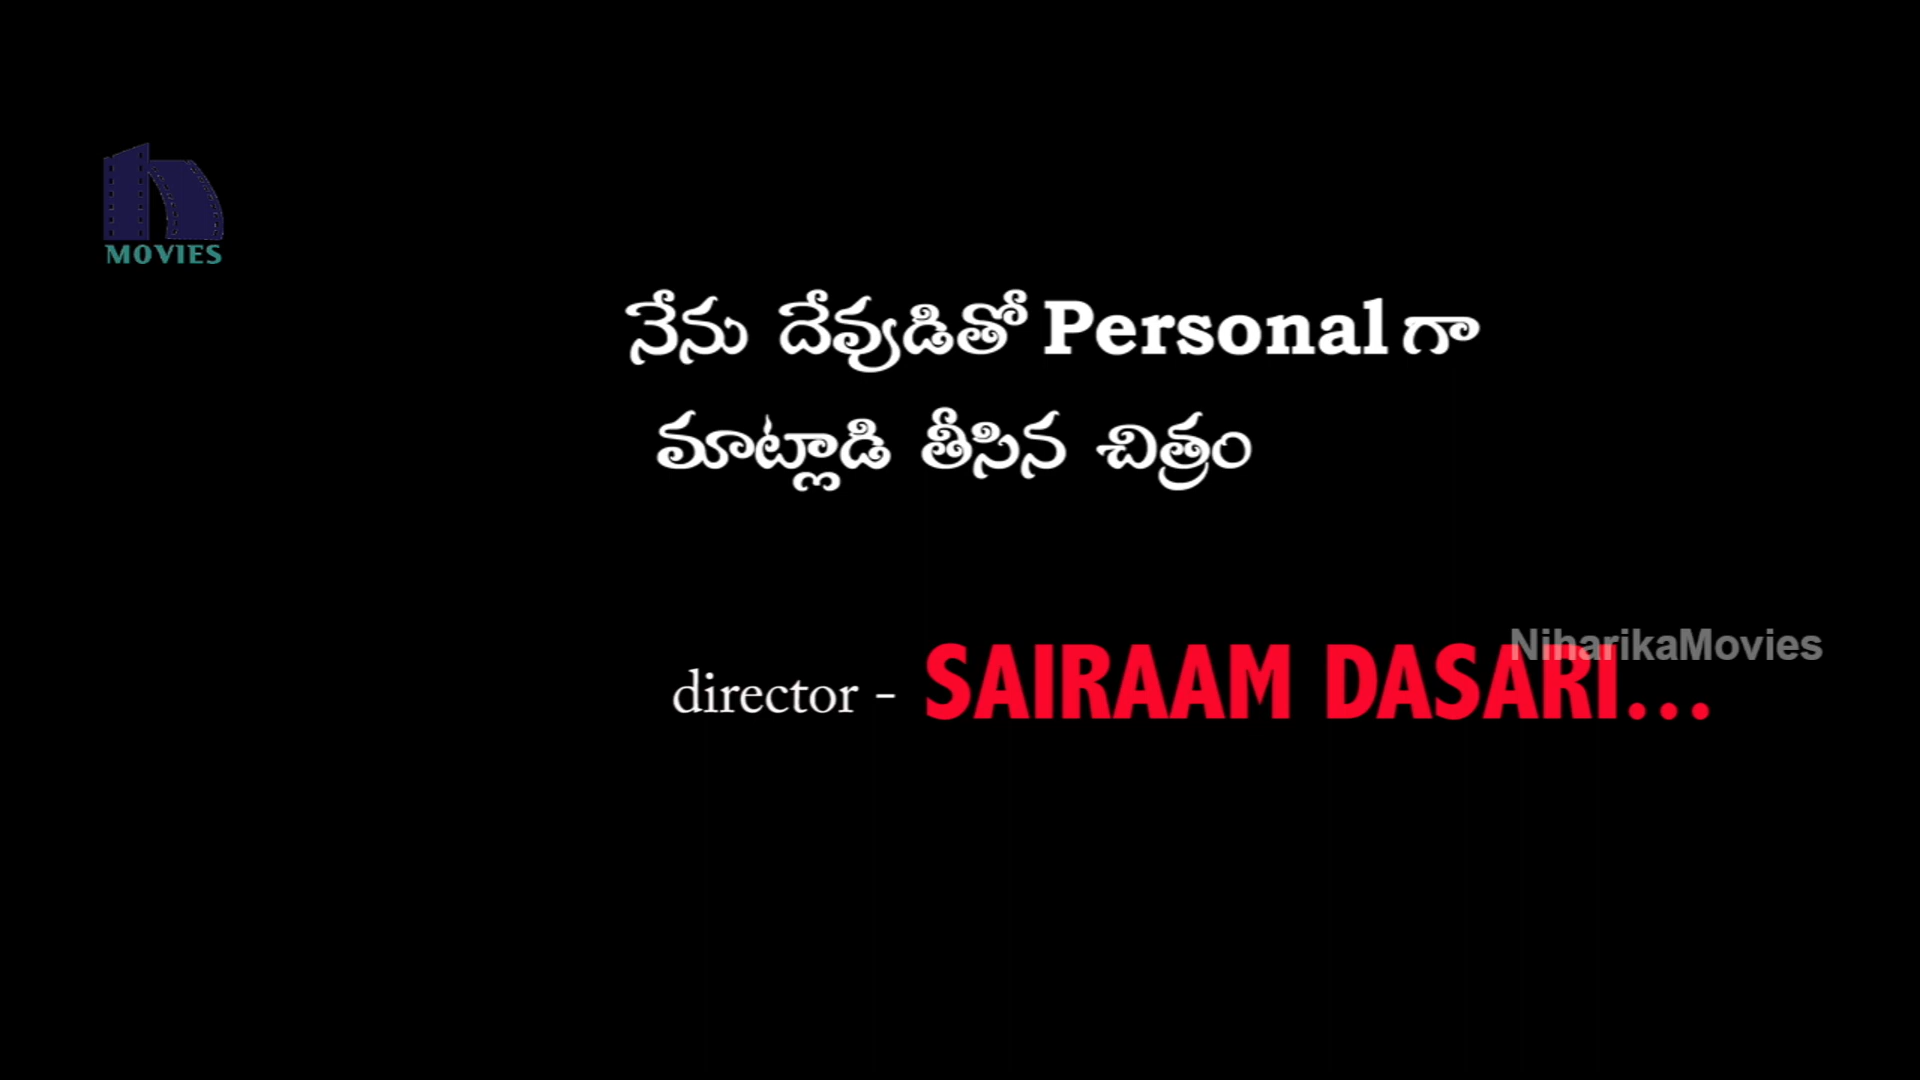 MOVIES
నేను దేవుడితో Personal గా
మాట్లాడి తీసిన చిత్రం
NiharikaMovies
director - SAIRAAM DASARI...